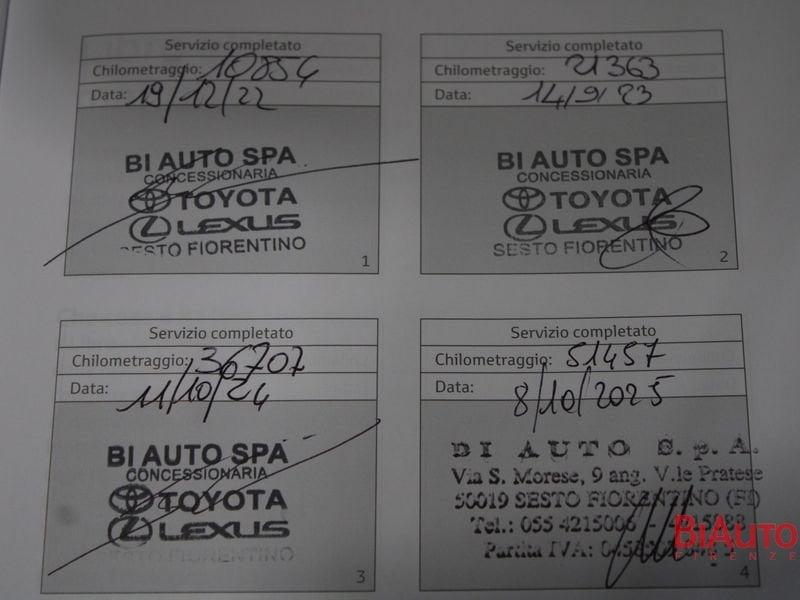 Servizio completato
Chilometraggio: 10854
Data: 19/12/22
BI AUTO SPA
CONCESSIONARIA
TOYOTA
LEXUS
SESTO FIORENTINO
1
Servizio completato
Chilometraggio: 21363
Data: 14/9/23
BI AUTO SPA
CONCESSIONARIA
TOYOTA
LEXUS
SESTO FIORENTINO
2
Servizio completato
Chilometraggio: 36707
Data: 11/10/24
BI AUTO SPA
CONCESSIONARIA
TOYOTA
LEXUS
3
Servizio completato
Chilometraggio: 51457
Data: 8/10/2025
BI AUTO S.p.A.
Via S. Morese, 9 ang. V.le Pratese
50019 SESTO FIORENTINO (FI)
Tel.: 055 4215006 -
Partita IVA:
4
BIAUTO
FIRENZE